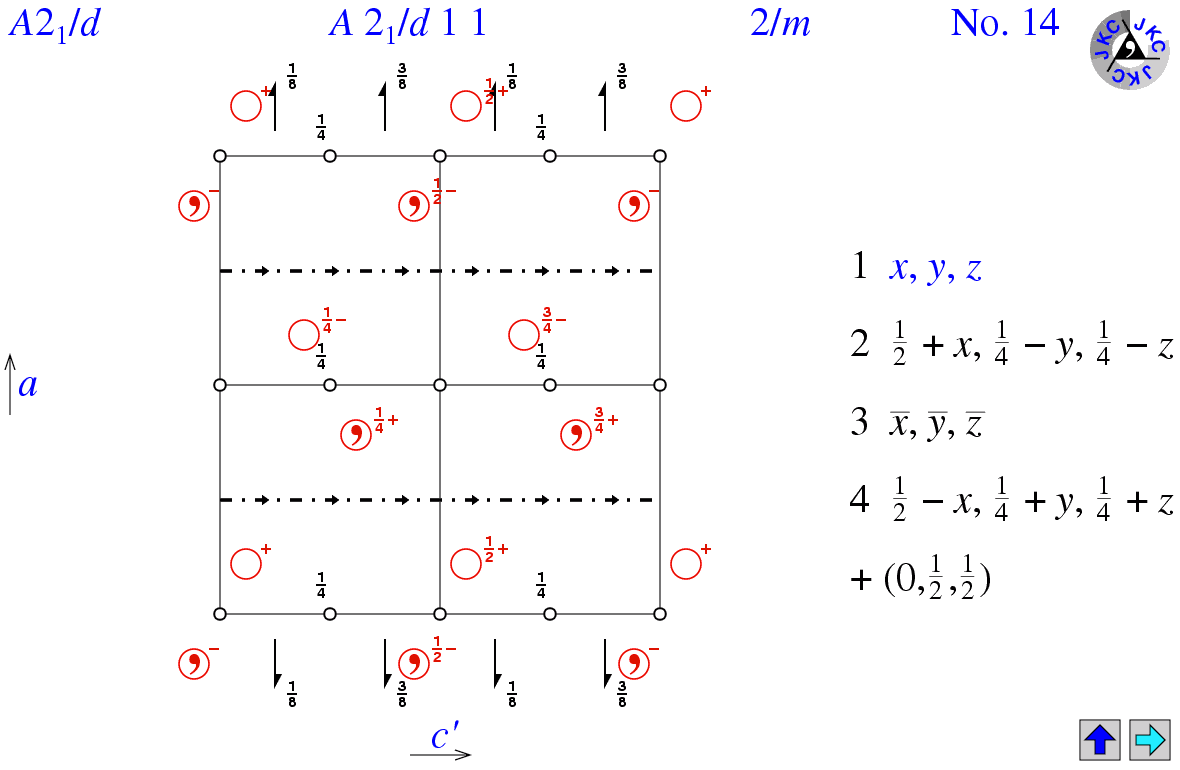 A2₁/d A 2₁/d 1 1 2/m No. 14
JKC JKC JKC
1/8 3/8 1/8 3/8
+ 1/2+ +
1/4 1/4
− 1/2− −
1 x, y, z
1/4− 3/4−
2 1/2 + x, 1/4 − y, 1/4 − z
1/4 1/4
a
1/4+ 3/4+
3 x̅, y̅, z̅
4 1/2 − x, 1/4 + y, 1/4 + z
+ 1/2+ +
1/4 1/4
+ (0,1/2,1/2)
− 1/2− −
1/8 3/8 1/8 3/8
c′